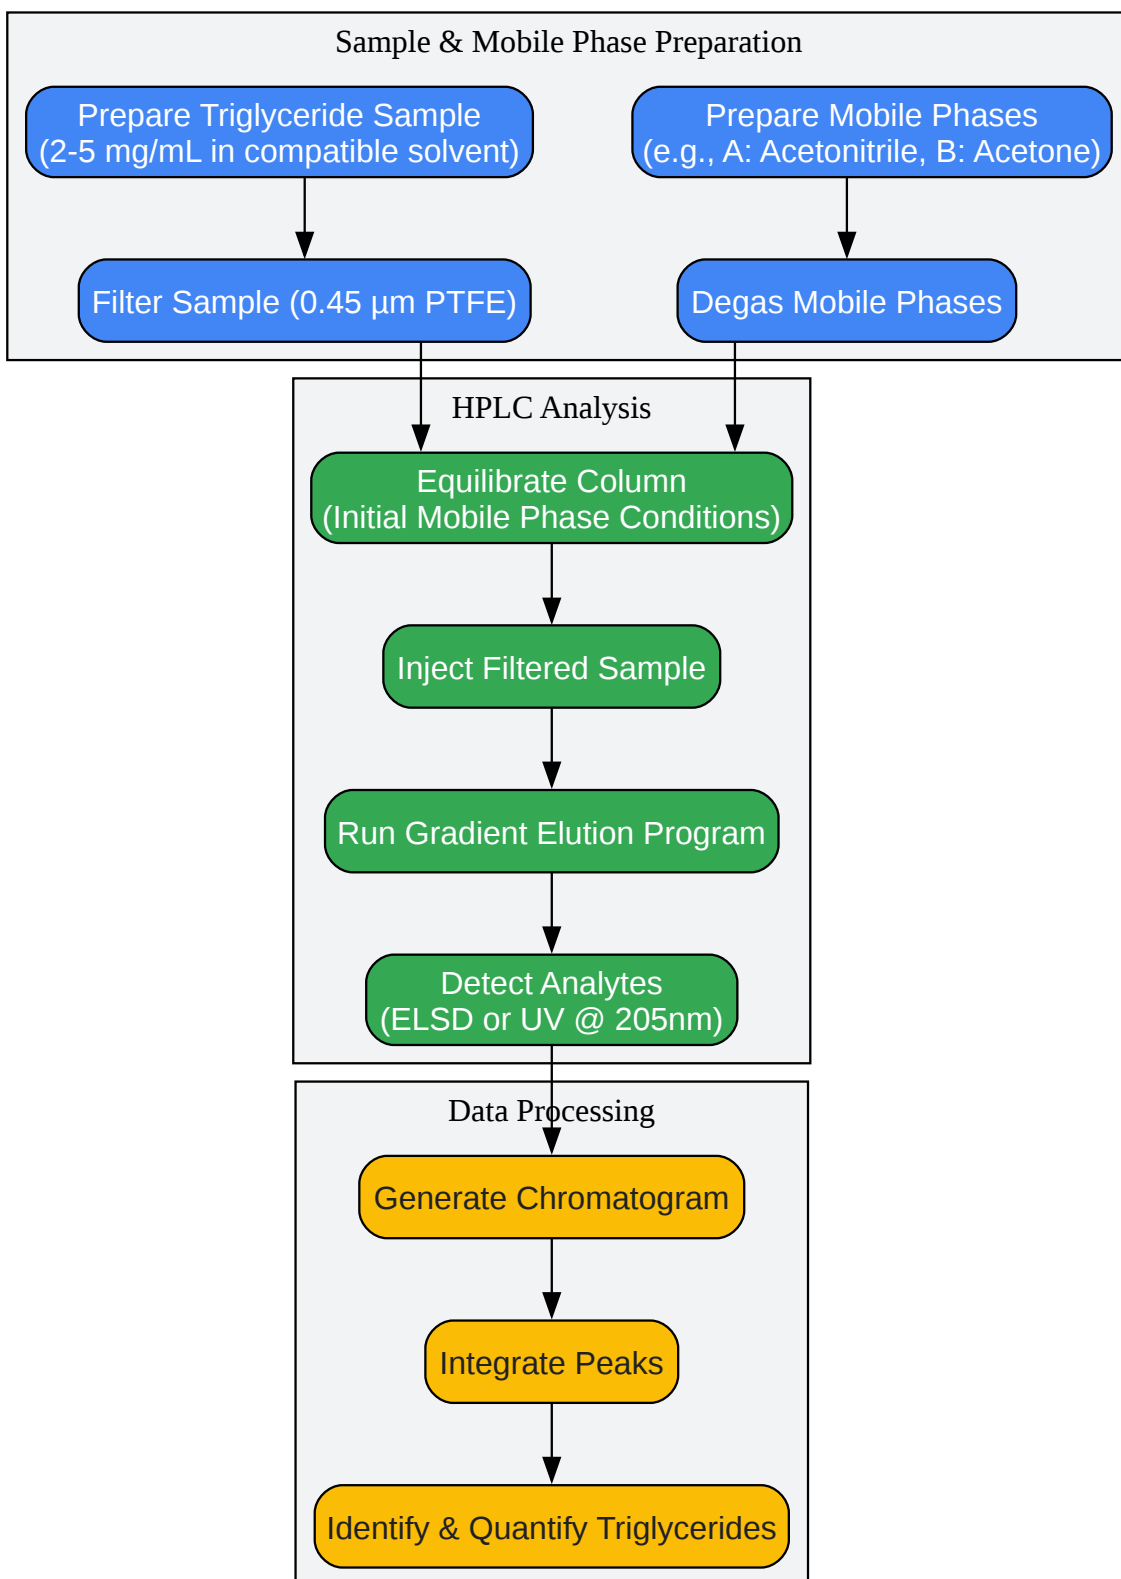 Sample & Mobile Phase Preparation
Prepare Triglyceride Sample
(2-5 mg/mL in compatible solvent)
Prepare Mobile Phases
(e.g., A: Acetonitrile, B: Acetone)
Filter Sample (0.45 µm PTFE)
Degas Mobile Phases
HPLC Analysis
Equilibrate Column
(Initial Mobile Phase Conditions)
Inject Filtered Sample
Run Gradient Elution Program
Detect Analytes
(ELSD or UV @ 205nm)
Data Processing
Generate Chromatogram
Integrate Peaks
Identify & Quantify Triglycerides